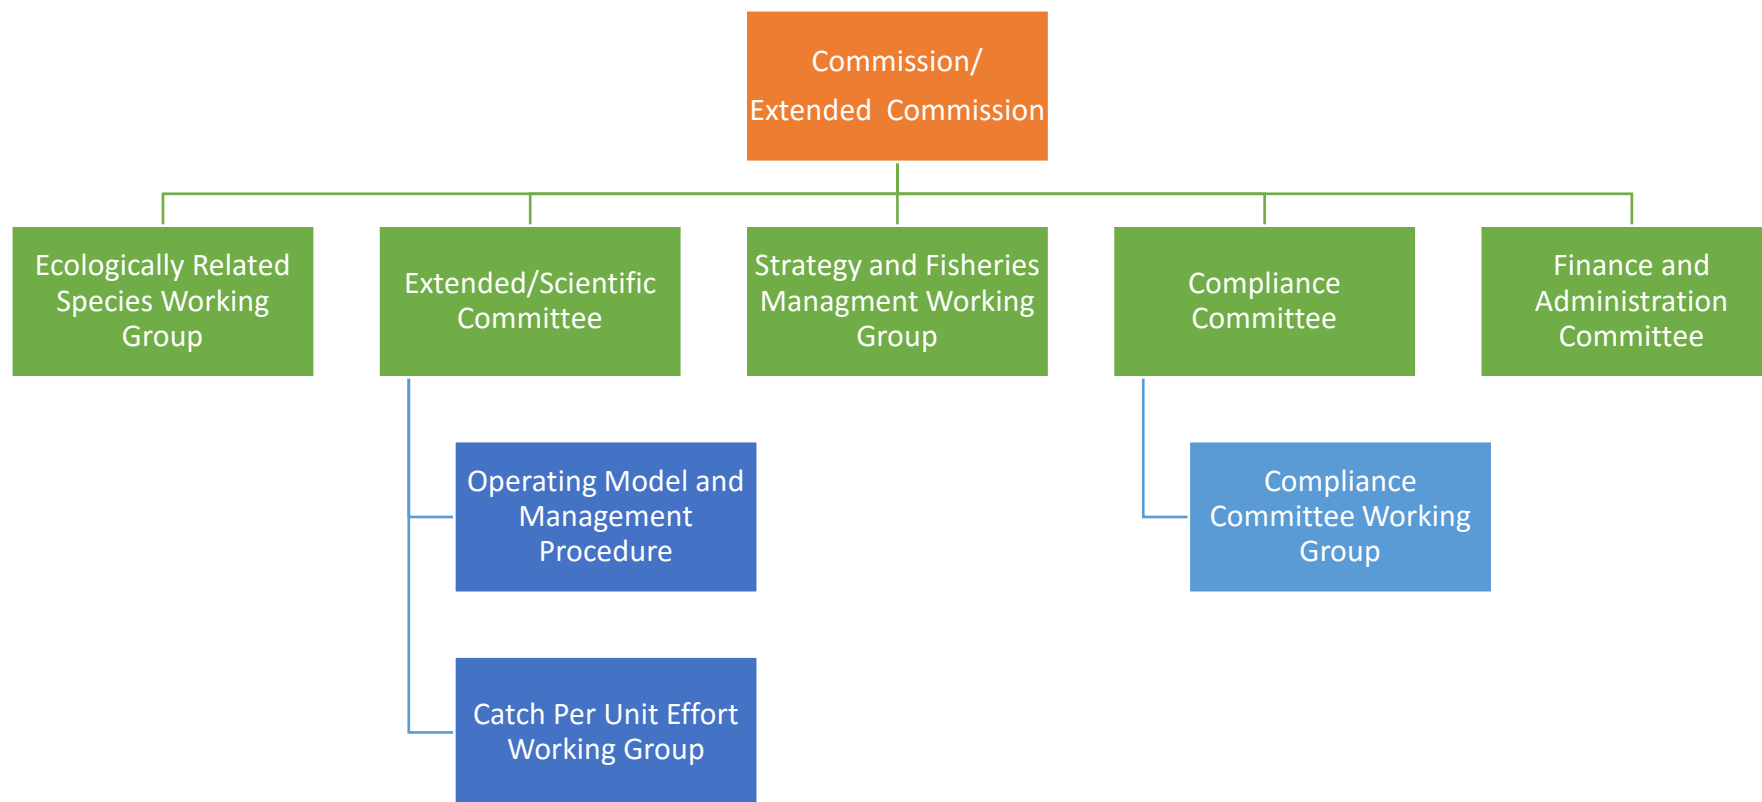 Commission/
Extended  Commission
Ecologically Related
Species Working
Group
Extended/Scientific
Committee
Strategy and Fisheries
Managment Working
Group
Compliance
Committee
Finance and
Administration
Committee
Operating Model and
Management
Procedure
Compliance
Committee Working
Group
Catch Per Unit Effort
Working Group